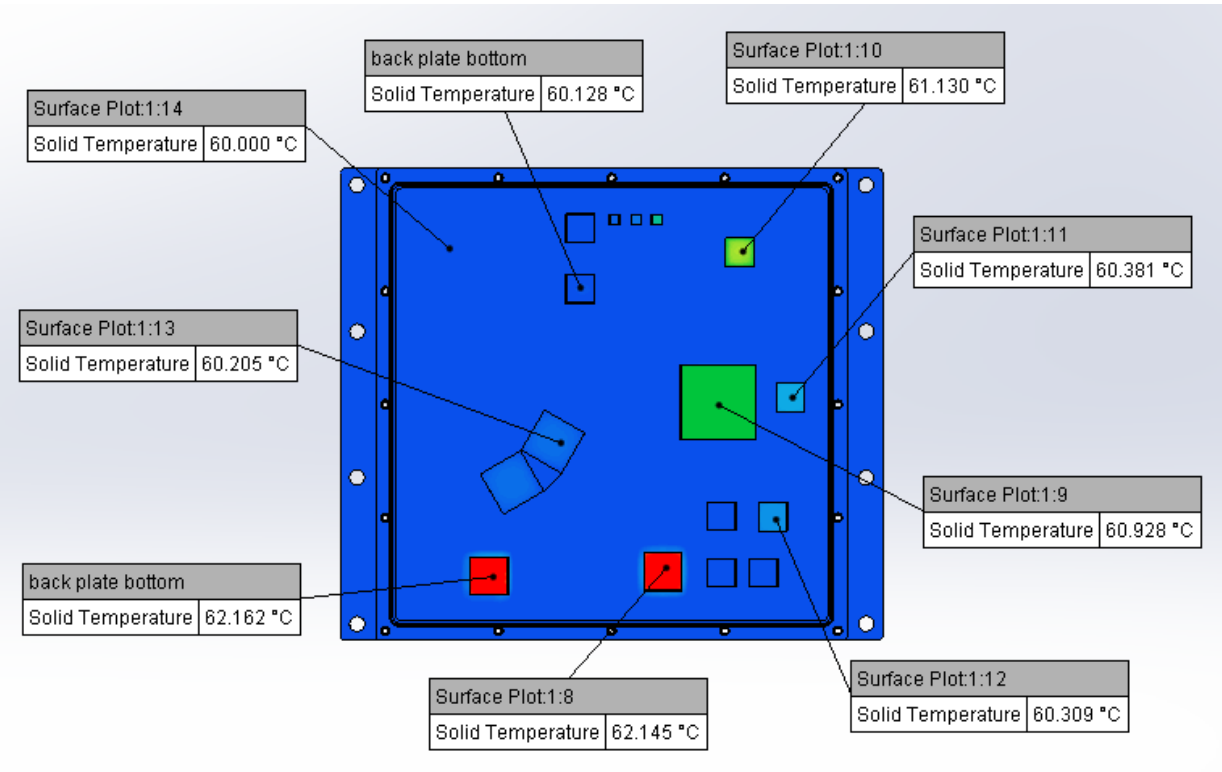 back plate bottom
Solid Temperature 60.128 °C
Surface Plot:1:10
Solid Temperature 61.130 °C
Surface Plot:1:14
Solid Temperature 60.000 °C
Surface Plot:1:11
Solid Temperature 60.381 °C
Surface Plot:1:13
Solid Temperature 60.205 °C
Surface Plot:1:9
Solid Temperature 60.928 °C
back plate bottom
Solid Temperature 62.162 °C
Surface Plot:1:12
Solid Temperature 60.309 °C
Surface Plot:1:8
Solid Temperature 62.145 °C